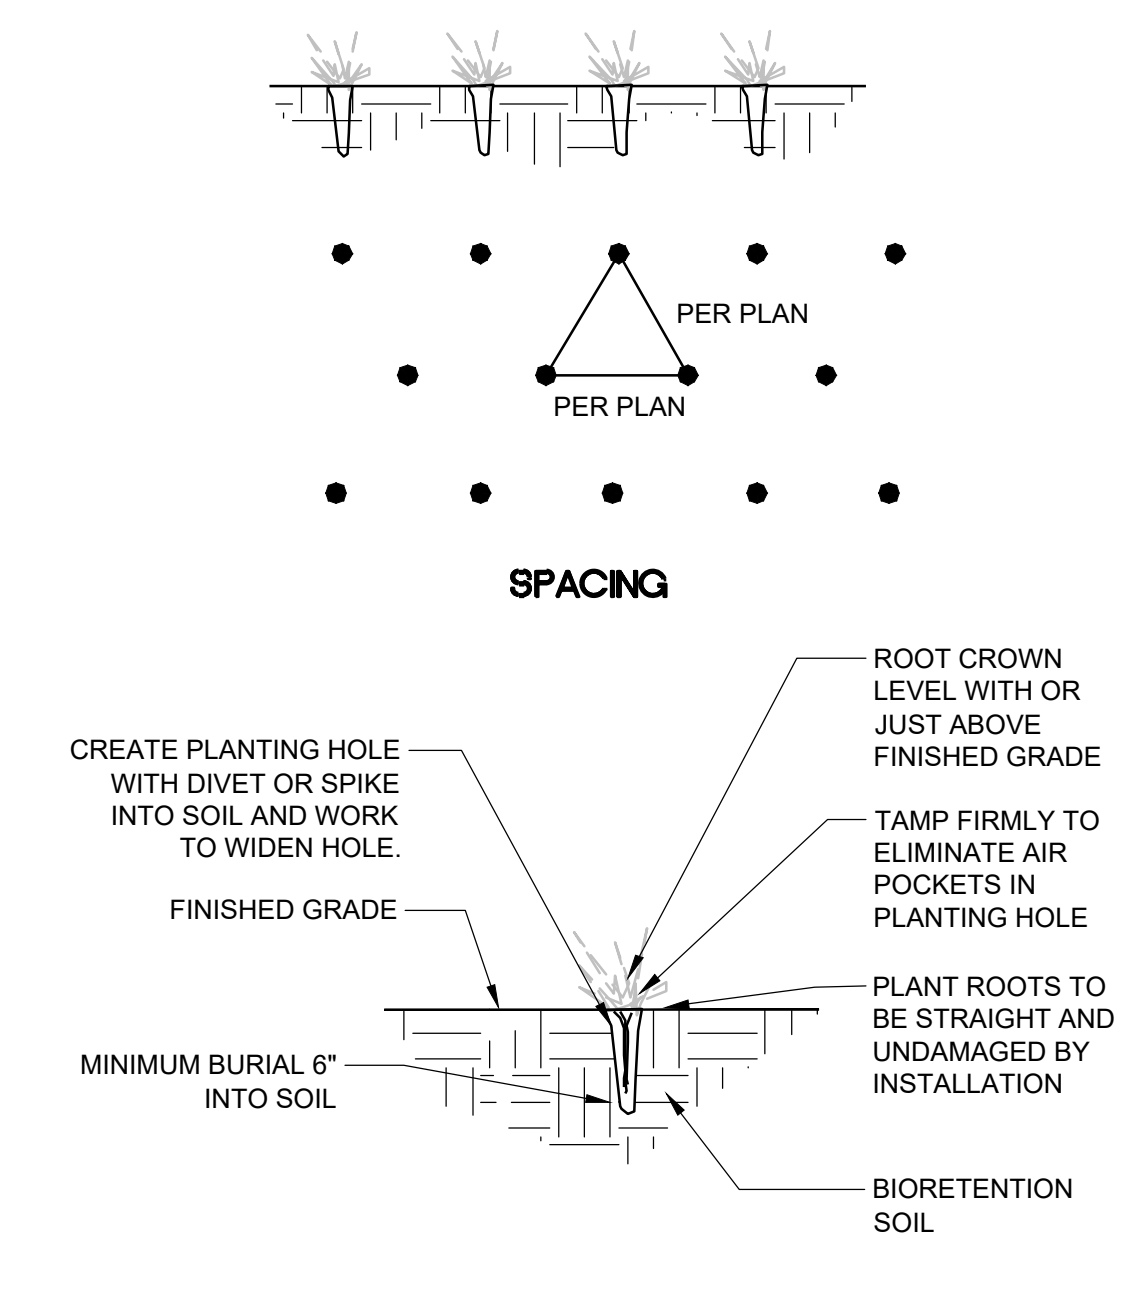 PER PLAN
PER PLAN
SPACING
ROOT CROWN
LEVEL WITH OR
JUST ABOVE
FINISHED GRADE
CREATE PLANTING HOLE
WITH DIVET OR SPIKE
INTO SOIL AND WORK
TO WIDEN HOLE.
TAMP FIRMLY TO
ELIMINATE AIR
POCKETS IN
PLANTING HOLE
FINISHED GRADE
PLANT ROOTS TO
BE STRAIGHT AND
UNDAMAGED BY
INSTALLATION
MINIMUM BURIAL 6"
INTO SOIL
BIORETENTION
SOIL